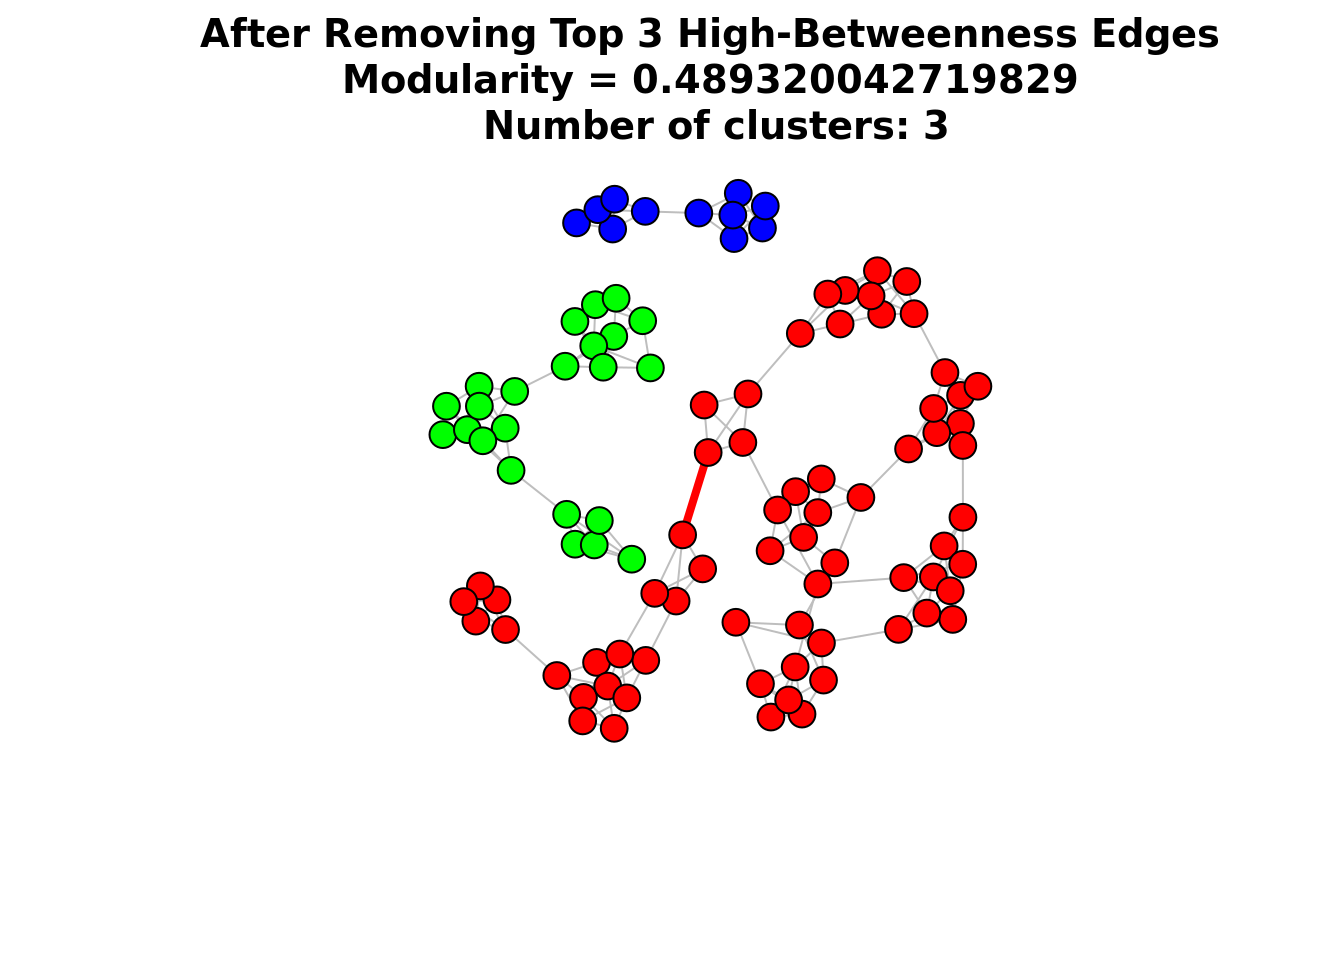 After Removing Top 3 High-Betweenness Edges
Modularity = 0.489320042719829
Number of clusters: 3